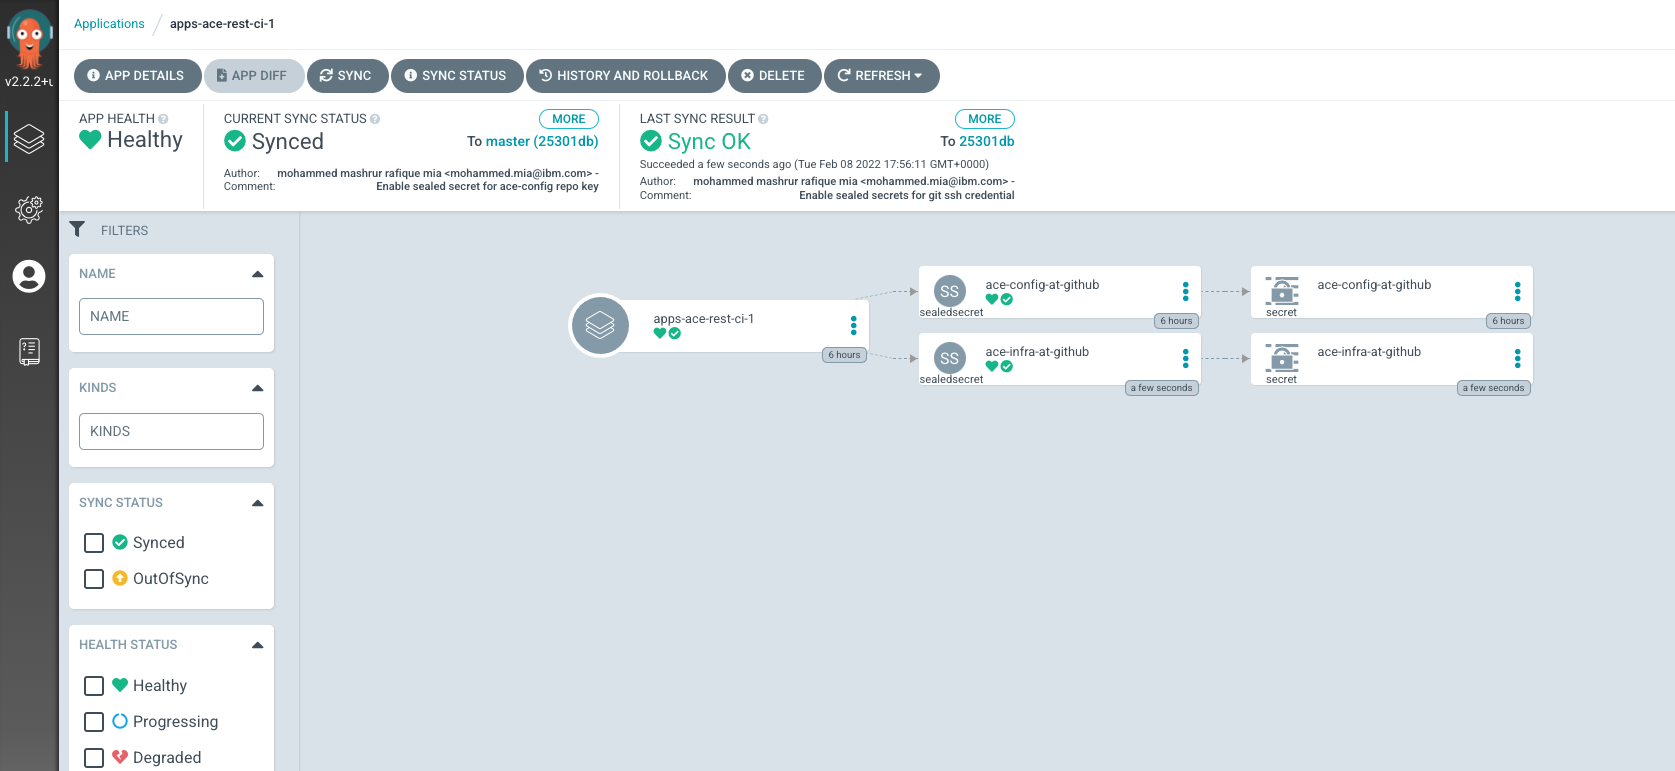 Applications / apps-ace-rest-ci-1
v2.2.2+u
APP DETAILS APP DIFF SYNC SYNC STATUS HISTORY AND ROLLBACK DELETE REFRESH
APP HEALTH
Healthy
CURRENT SYNC STATUS MORE
Synced To master (25301db)
Author: mohammed mashrur rafique mia <mohammed.mia@ibm.com> -
Comment: Enable sealed secret for ace-config repo key
LAST SYNC RESULT MORE
Sync OK To 25301db
Succeeded a few seconds ago (Tue Feb 08 2022 17:56:11 GMT+0000)
Author: mohammed mashrur rafique mia <mohammed.mia@ibm.com> -
Comment: Enable sealed secrets for git ssh credential
FILTERS
NAME
NAME
KINDS
KINDS
SYNC STATUS
Synced
OutOfSync
HEALTH STATUS
Healthy
Progressing
Degraded
apps-ace-rest-ci-1
6 hours
SS
sealedsecret
ace-config-at-github
6 hours
secret
ace-config-at-github
6 hours
SS
sealedsecret
ace-infra-at-github
a few seconds
secret
ace-infra-at-github
a few seconds